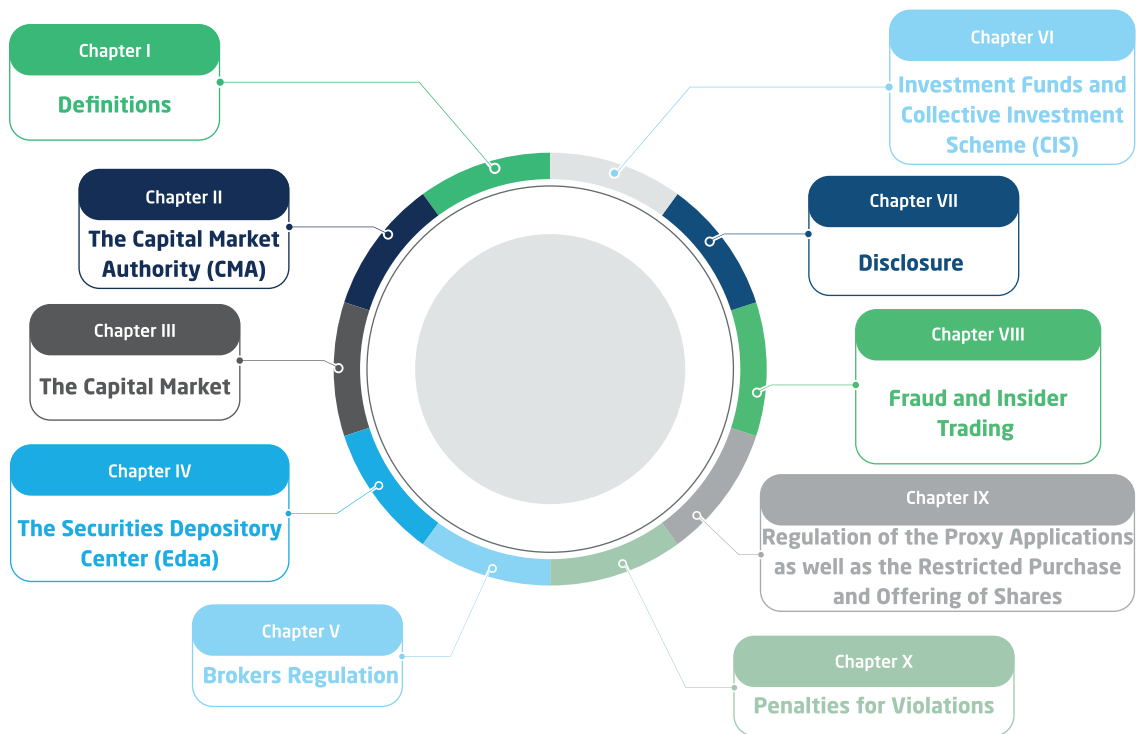 Chapter I
Definitions
Chapter II
The Capital Market
Authority (CMA)
Chapter III
The Capital Market
Chapter IV
The Securities Depository
Center (Edaa)
Chapter V
Brokers Regulation
Chapter VI
Investment Funds and
Collective Investment
Scheme (CIS)
Chapter VII
Disclosure
Chapter VIII
Fraud and Insider
Trading
Chapter IX
Regulation of the Proxy Applications
as well as the Restricted Purchase
and Offering of Shares
Chapter X
Penalties for Violations